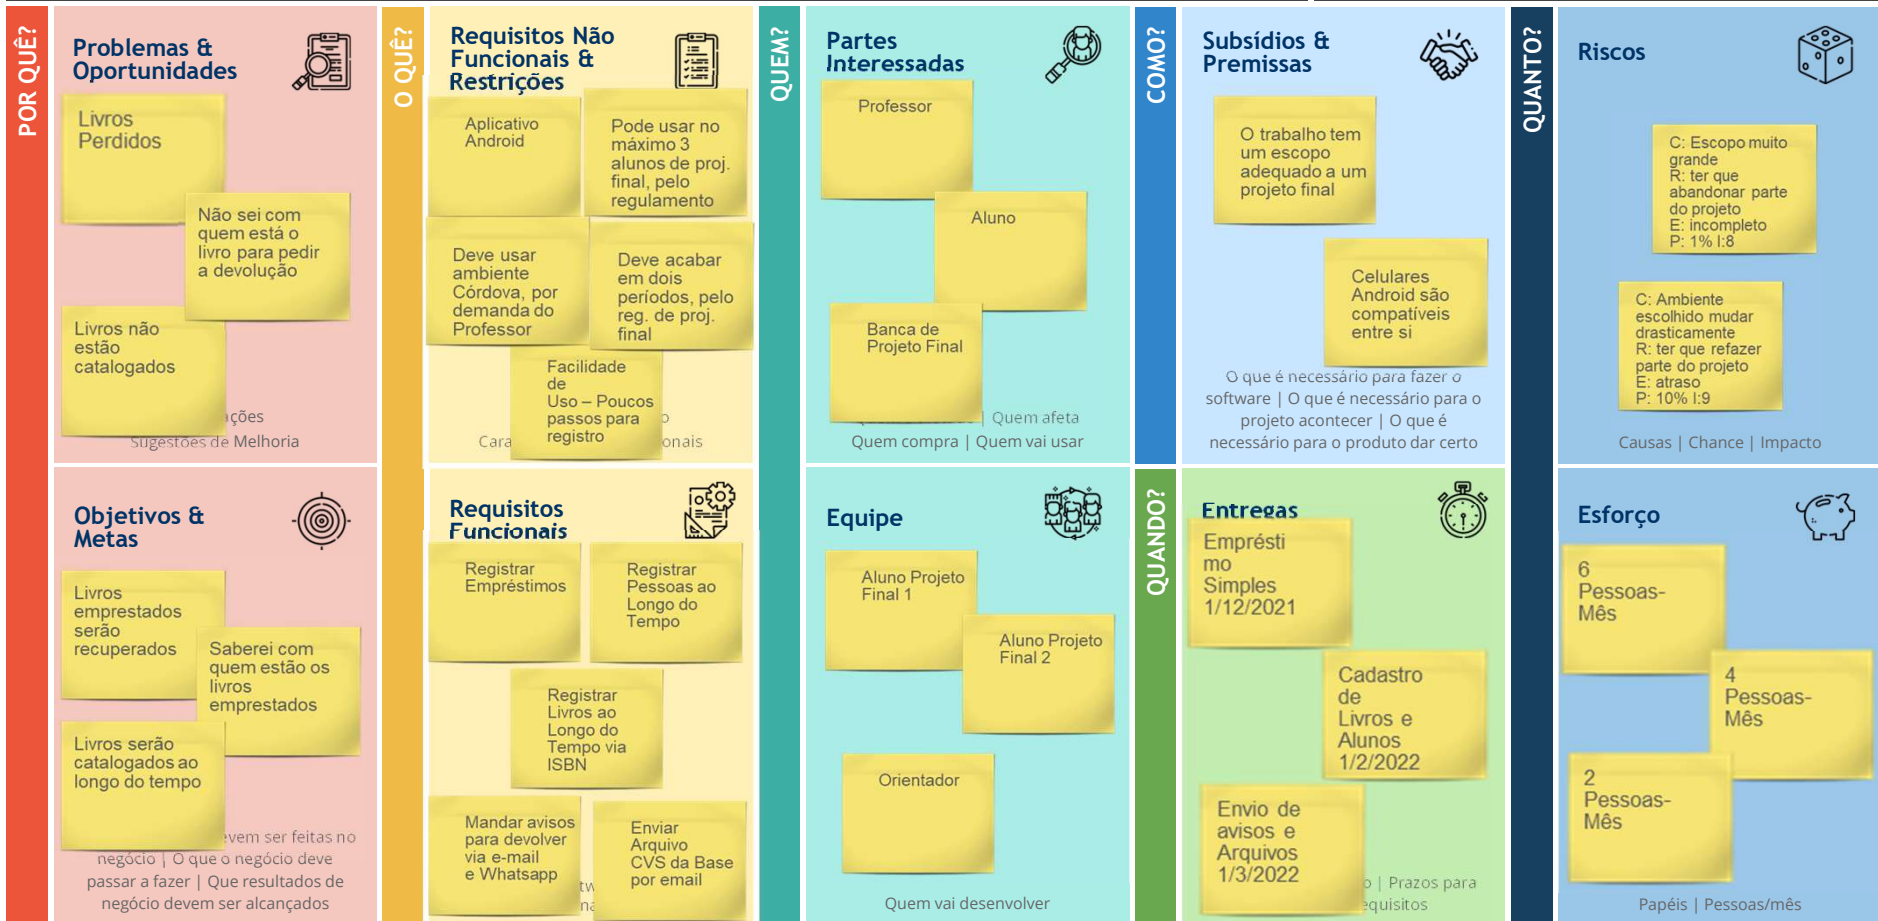 POR QUÊ?
Problemas &
Oportunidades
Livros
Perdidos
Não sei com
quem está o
livro para pedir
a devolução
Livros não
estão
catalogados
ações
Sugestões de Melhoria
Objetivos &
Metas
Livros
emprestados
serão
recuperados
Saberei com
quem estão os
livros
emprestados
Livros serão
catalogados ao
longo do tempo
evem ser feitas no
negócio | O que o negócio deve
passar a fazer | Que resultados de
negócio devem ser alcançados
O QUÊ?
Requisitos Não
Funcionais &
Restrições
Aplicativo
Android
Pode usar no
máximo 3
alunos de proj.
final, pelo
regulamento
Deve usar
ambiente
Córdova, por
demanda do
Professor
Deve acabar
em dois
períodos, pelo
reg. de proj.
final
Facilidade
de
Uso – Poucos
passos para
registro
o
Cara
onais
Requisitos
Funcionais
Registrar
Empréstimos
Registrar
Pessoas ao
Longo do
Tempo
Registrar
Livros ao
Longo do
Tempo via
ISBN
Mandar avisos
para devolver
via e-mail
e Whatsapp
Enviar
Arquivo
CVS da Base
por email
QUEM?
Partes
Interessadas
Professor
Aluno
Banca de
Projeto Final
| Quem afeta
Quem compra | Quem vai usar
Equipe
Aluno Projeto
Final 1
Aluno Projeto
Final 2
Orientador
Quem vai desenvolver
COMO?
Subsídios &
Premissas
O trabalho tem
um escopo
adequado a um
projeto final
Celulares
Android são
compatíveis
entre si
O que é necessário para fazer o
software | O que é necessário para o
projeto acontecer | O que é
necessário para o produto dar certo
QUANDO?
Entregas
Emprésti
mo
Simples
1/12/2021
Cadastro
de
Livros e
Alunos
1/2/2022
Envio de
avisos e
Arquivos
1/3/2022
o | Prazos para
equisitos
QUANTO?
Riscos
C: Escopo muito
grande
R: ter que
abandonar parte
do projeto
E: incompleto
P: 1% I:8
C: Ambiente
escolhido mudar
drasticamente
R: ter que refazer
parte do projeto
E: atraso
P: 10% I:9
Causas | Chance | Impacto
Esforço
6
Pessoas-
Mês
4
Pessoas-
Mês
2
Pessoas-
Mês
Papéis | Pessoas/mês